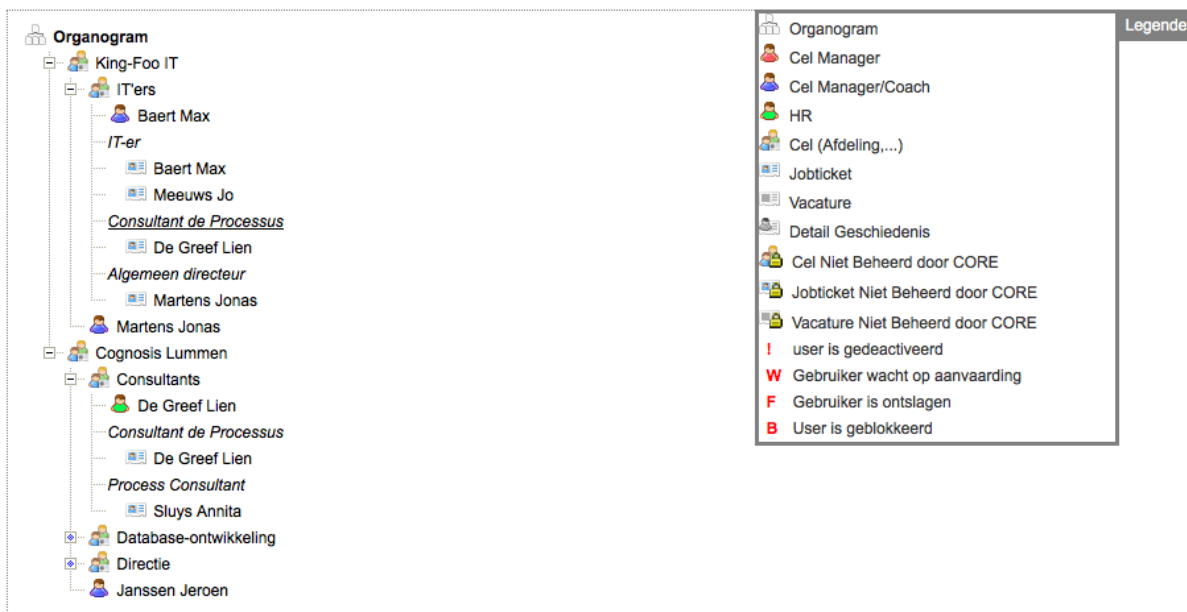 Organogram
King-Foo IT
IT'ers
Baert Max
IT-er
Baert Max
Meeuws Jo
Consultant de Processus
De Greef Lien
Algemeen directeur
Martens Jonas
Martens Jonas
Cognosis Lummen
Consultants
De Greef Lien
Consultant de Processus
De Greef Lien
Process Consultant
Sluys Annita
Database-ontwikkeling
Directie
Janssen Jeroen
Legende
Organogram
Cel Manager
Cel Manager/Coach
HR
Cel (Afdeling,...)
Jobticket
Vacature
Detail Geschiedenis
Cel Niet Beheerd door CORE
Jobticket Niet Beheerd door CORE
Vacature Niet Beheerd door CORE
! user is gedeactiveerd
W Gebruiker wacht op aanvaarding
F Gebruiker is ontslagen
B User is geblokkeerd